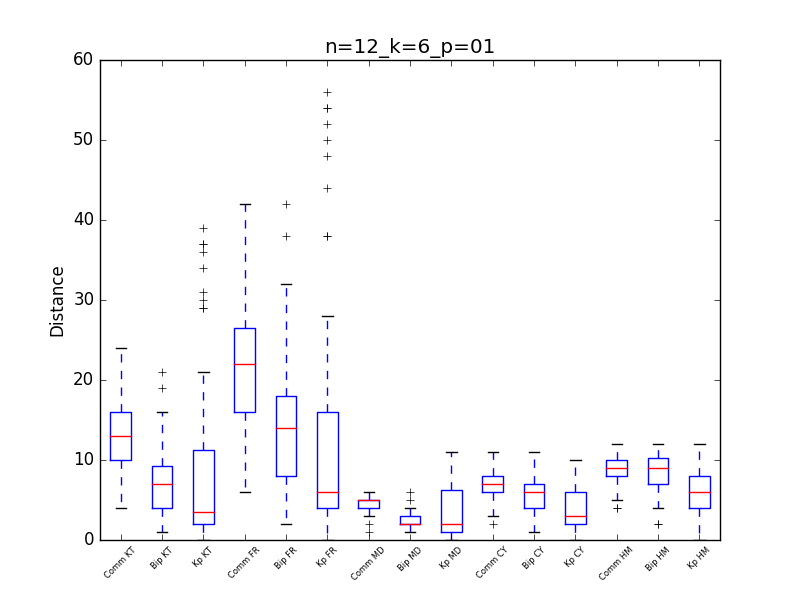 n=12_k=6_p=01
60
50
40
30
20
10
0
Distance
Comm KT
Bip KT
Kp KT
Comm FR
Bip FR
Kp FR
Comm MD
Bip MD
Kp MD
Comm CY
Bip CY
Kp CY
Comm HM
Bip HM
Kp HM